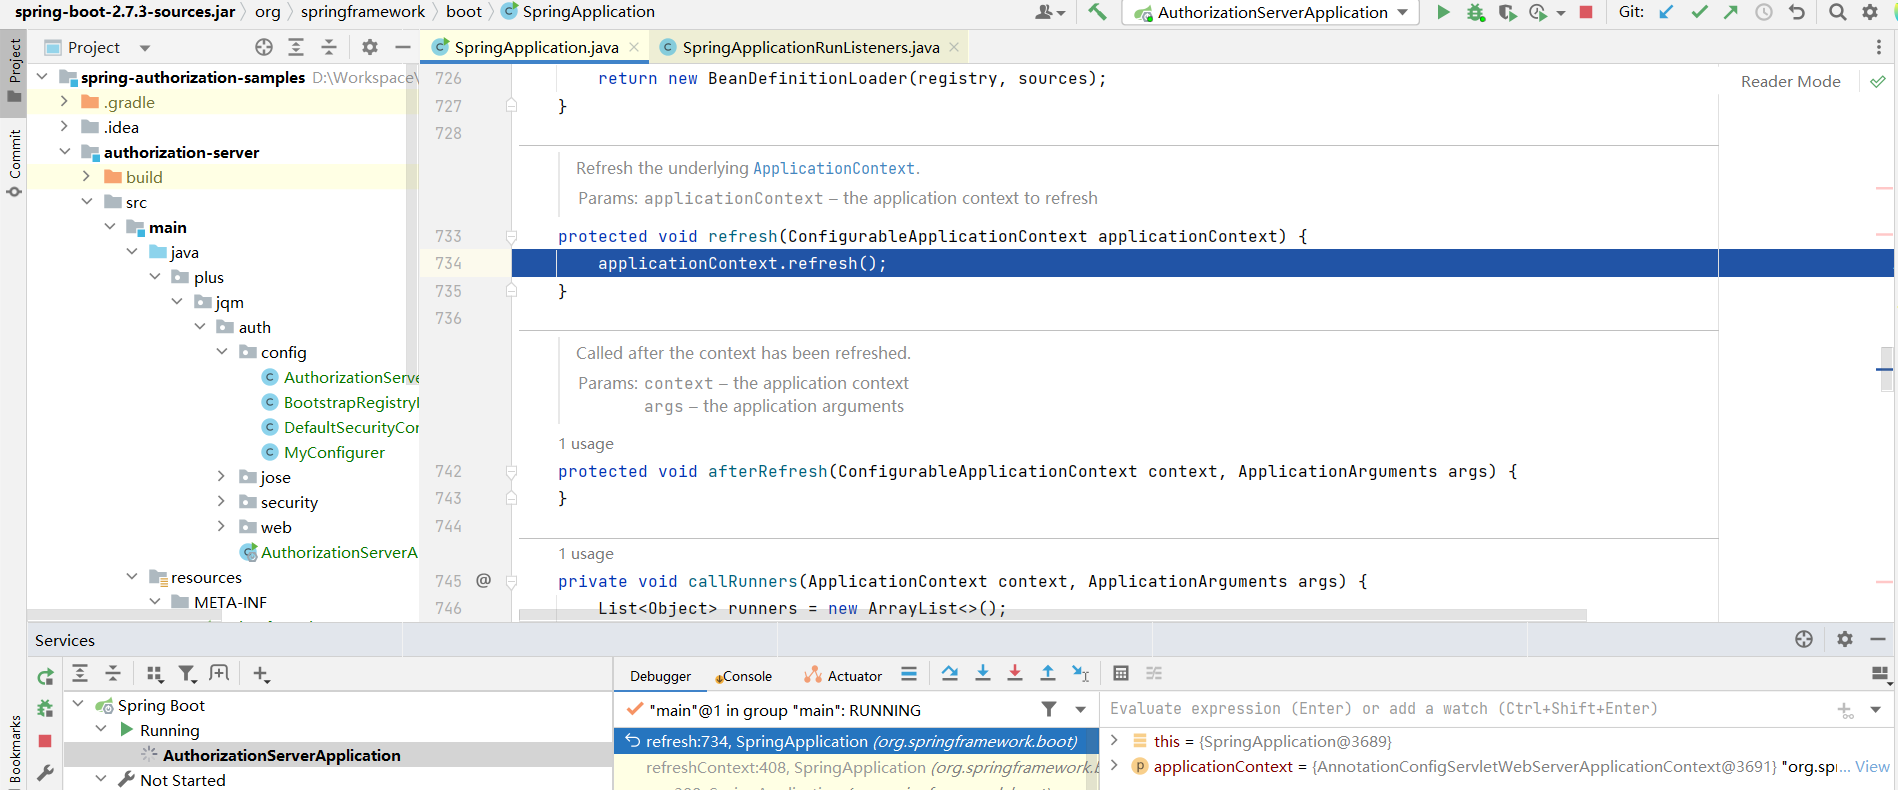 spring-boot-2.7.3-sources.jar org springframework boot SpringApplication
AuthorizationServerApplication Git:
Project
SpringApplication.java SpringApplicationRunListeners.java
Project
Commit
Bookmarks
spring-authorization-samples D:\Workspace\
.gradle
.idea
authorization-server
build
src
main
java
plus
jqm
auth
config
AuthorizationServe
BootstrapRegistryI
DefaultSecurityCon
MyConfigurer
jose
security
web
AuthorizationServerA
resources
META-INF
Reader Mode
726 return new BeanDefinitionLoader(registry, sources);
727 }
728
Refresh the underlying ApplicationContext.
Params: applicationContext – the application context to refresh
733 protected void refresh(ConfigurableApplicationContext applicationContext) {
734 applicationContext.refresh();
735 }
736
Called after the context has been refreshed.
Params: context – the application context
args – the application arguments
1 usage
742 protected void afterRefresh(ConfigurableApplicationContext context, ApplicationArguments args) {
743 }
744
1 usage
745 @ private void callRunners(ApplicationContext context, ApplicationArguments args) {
746 List<Object> runners = new ArrayList<>();
Services
Debugger Console Actuator
Spring Boot
Running
AuthorizationServerApplication
Not Started
"main"@1 in group "main": RUNNING
refresh:734, SpringApplication (org.springframework.boot)
refreshContext:408, SpringApplication (org.springframework.b
Evaluate expression (Enter) or add a watch (Ctrl+Shift+Enter)
this = {SpringApplication@3689}
applicationContext = {AnnotationConfigServletWebServerApplicationContext@3691} "org.spr... View